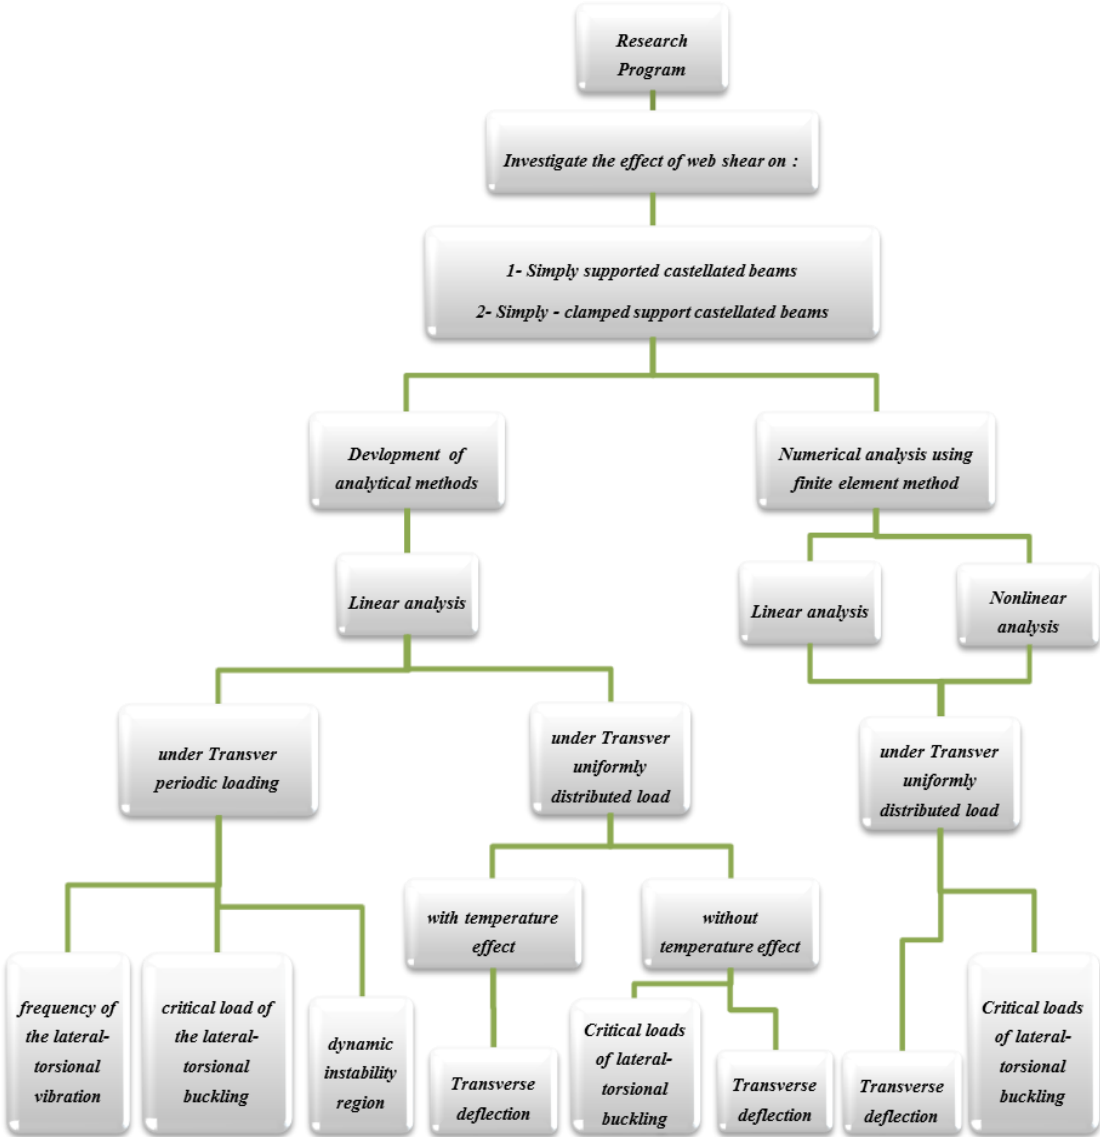 Research
Program
Investigate the effect of web shear on :
1- Simply supported castellated beams
2- Simply - clamped support castellated beams
Devlopment of
analytical methods
Numerical analysis using
finite element method
Linear analysis
Linear analysis
Nonlinear
analysis
under Transver
periodic loading
under Transver
uniformly
distributed load
under Transver
uniformly
distributed load
with temperature
effect
without
temperature effect
frequency of
the lateral-
torsional
vibration
critical load of
the lateral-
torsional
buckling
dynamic
instability
region
Transverse
deflection
Critical loads
of lateral-
torsional
buckling
Transverse
deflection
Transverse
deflection
Critical loads
of lateral-
torsional
buckling